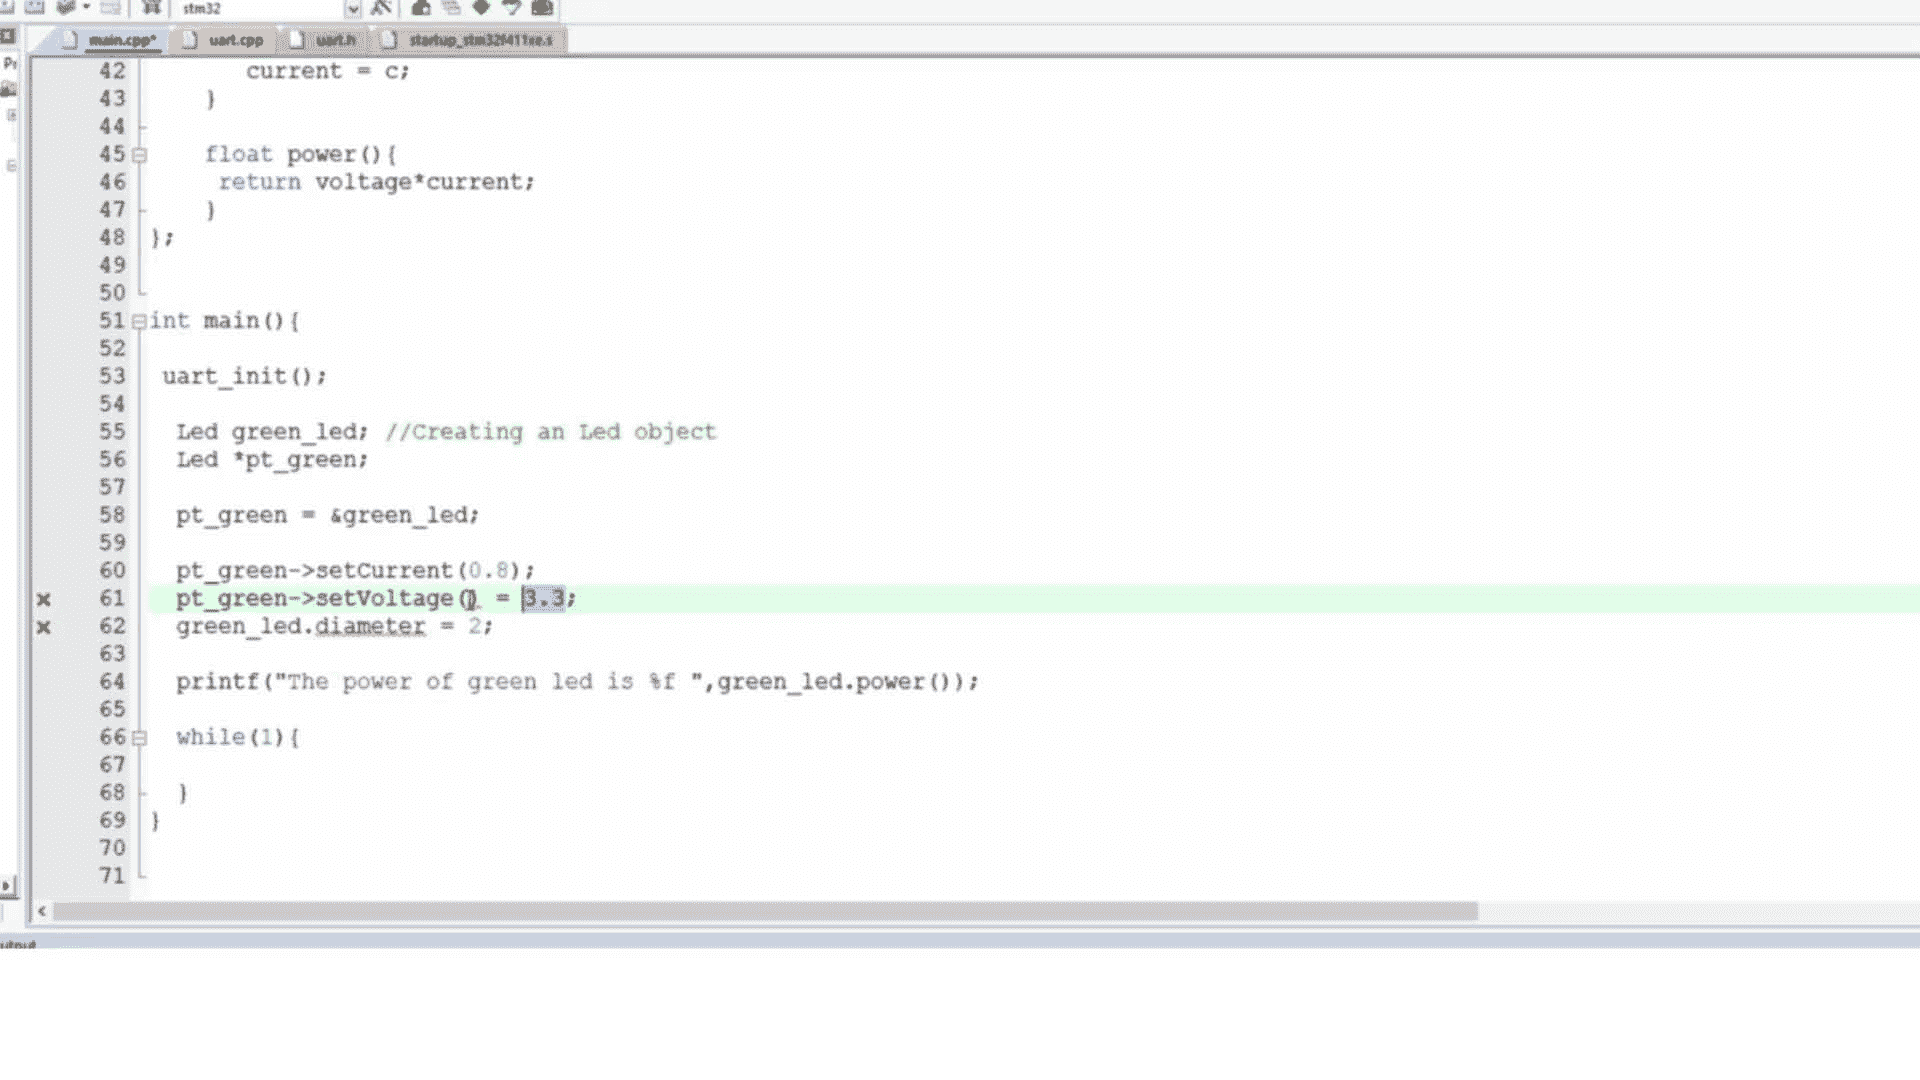 stm32
main.cpp* uart.cpp uart.h startup_stm32f411xe.s
Pr
42 current = c;
43 }
44
45 float power(){
46 return voltage*current;
47 }
48 };
49
50
51 int main(){
52
53 uart_init();
54
55 Led green_led; //Creating an Led object
56 Led *pt_green;
57
58 pt_green = &green_led;
59
60 pt_green->setCurrent(0.8);
61 pt_green->setVoltage() = 3.3;
62 green_led.diameter = 2;
63
64 printf("The power of green led is %f ",green_led.power());
65
66 while(1){
67
68 }
69 }
70
71
utput